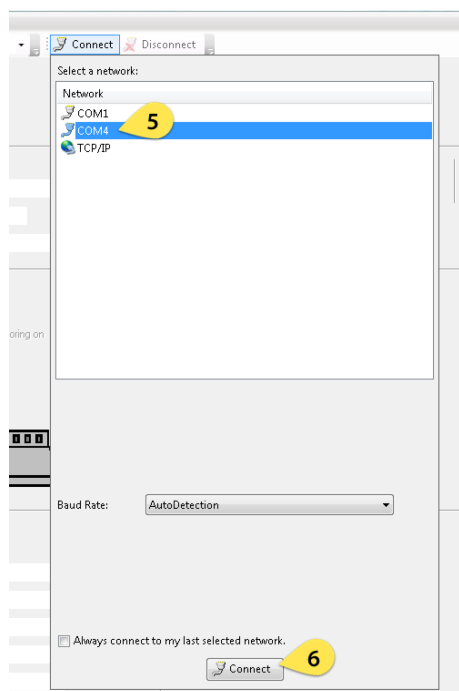 Connect Disconnect
Select a network:
Network
COM1
5
COM4
TCP/IP
oring on
Baud Rate: AutoDetection
Always connect to my last selected network.
6
Connect